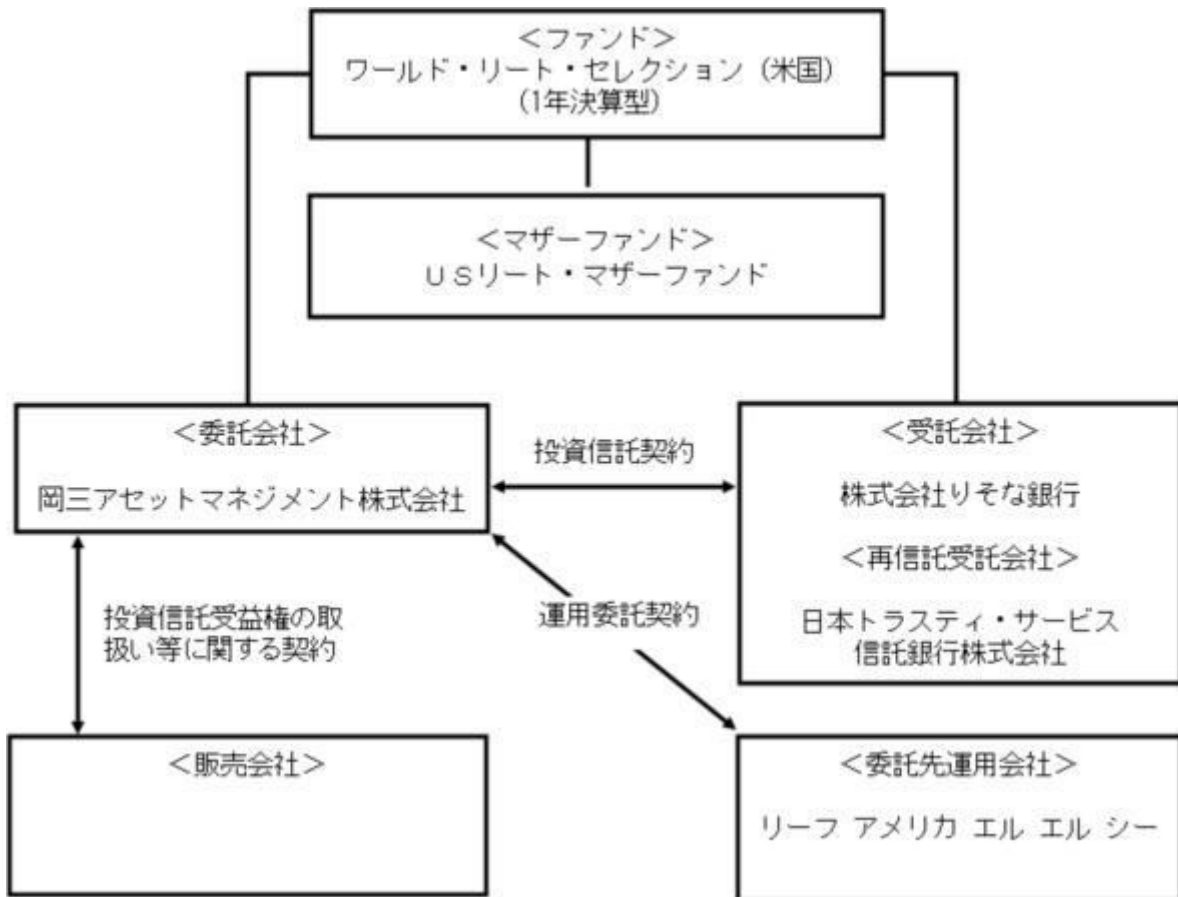 ＜ファンド＞
ワールド・リート・セレクション（米国）
（1年決算型）
＜マザーファンド＞
ＵＳリート・マザーファンド
＜委託会社＞
岡三アセットマネジメント株式会社
投資信託契約
＜受託会社＞
株式会社りそな銀行
＜再信託受託会社＞
日本トラスティ・サービス
信託銀行株式会社
投資信託受益権の取
扱い等に関する契約
運用委託契約
＜販売会社＞
＜委託先運用会社＞
リーフ アメリカ エル エル シー